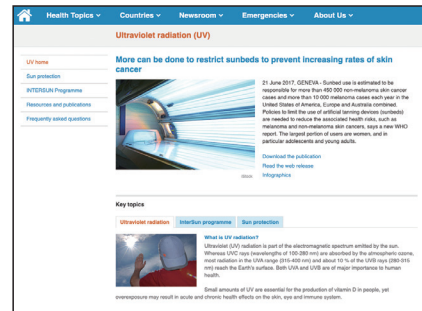 Health Topics
Countries
Newsroom
Emergencies
About Us
Ultraviolet radiation (UV)
UV home
Sun protection
INTERSUN Programme
Resources and publications
Frequently asked questions
More can be done to restrict sunbeds to prevent increasing rates of skin
cancer
21 June 2017, GENEVA - Sunbed use is estimated to be
responsible for more than 450 000 non-melanoma skin cancer
cases and more than 10 000 melanoma cases each year in the
United States of America, Europe and Australia combined.
Policies to limit the use of artificial tanning devices (sunbeds)
are needed to reduce the associated health risks, such as
melanoma and non-melanoma skin cancers, says a new WHO
report. The largest portion of users are women, and in
particular adolescents and young adults.
Download the publication
Read the web release
Infographics
Key topics
Ultraviolet radiation
InterSun programme
Sun protection
What is UV radiation?
Ultraviolet (UV) radiation is part of the electromagnetic spectrum emitted by the sun.
Whereas UVC rays (wavelengths of 100-280 nm) are absorbed by the atmospheric ozone,
most radiation in the UVA range (315-400 nm) and about 10 % of the UVB rays (280-315
nm) reach the Earth's surface. Both UVA and UVB are of major importance to human
health.
Small amounts of UV are essential for the production of vitamin D in people, yet
overexposure may result in acute and chronic health effects on the skin, eye and immune system.